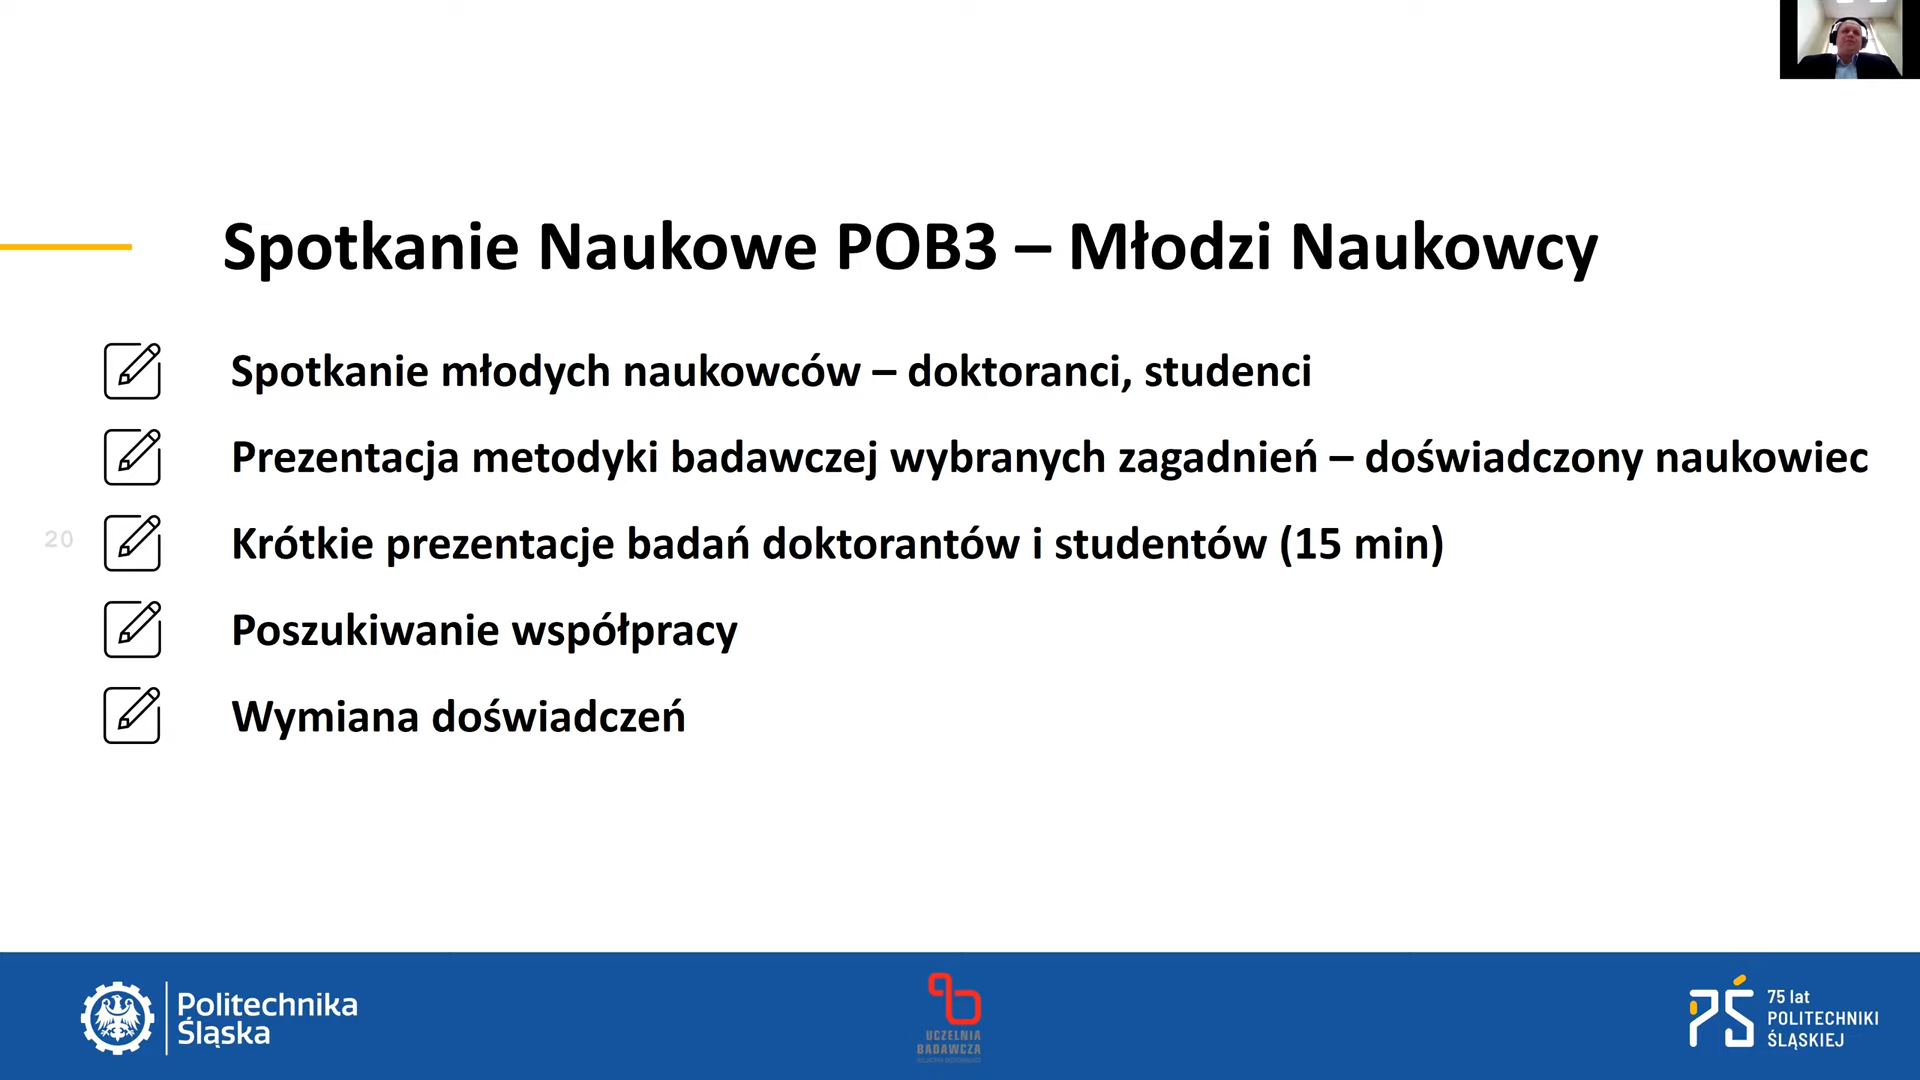 Spotkanie Naukowe POB3 – Młodzi Naukowcy
Spotkanie młodych naukowców – doktoranci, studenci
Prezentacja metodyki badawczej wybranych zagadnień – doświadczony naukowiec
20
Krótkie prezentacje badań doktorantów i studentów (15 min)
Poszukiwanie współpracy
Wymiana doświadczeń
Politechnika
Śląska
UCZELNIA
BADAWCZA
75 lat
POLITECHNIKI
ŚLĄSKIEJ